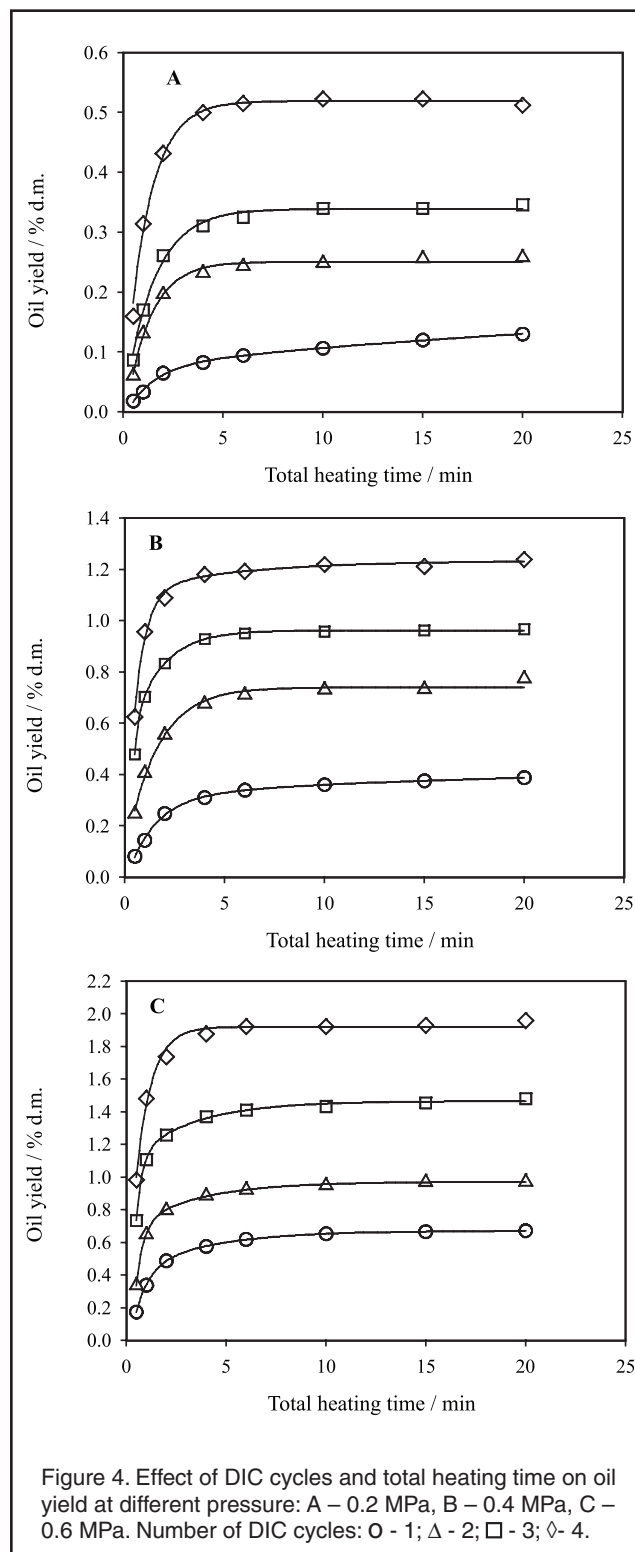 A
0.6
0.5
0.4
0.3
0.2
0.1
0.0
Oil yield / % d.m.
0 5 10 15 20 25
Total heating time / min
B
1.4
1.2
1.0
0.8
0.6
0.4
0.2
0.0
Oil yield / % d.m.
0 5 10 15 20 25
Total heating time / min
C
2.2
2.0
1.8
1.6
1.4
1.2
1.0
0.8
0.6
0.4
0.2
0.0
Oil yield / % d.m.
0 5 10 15 20 25
Total heating time / min
Figure 4. Effect of DIC cycles and total heating time on oil
yield at different pressure: A – 0.2 MPa, B – 0.4 MPa, C –
0.6 MPa. Number of DIC cycles: O - 1; Δ - 2; □ - 3; ◊- 4.